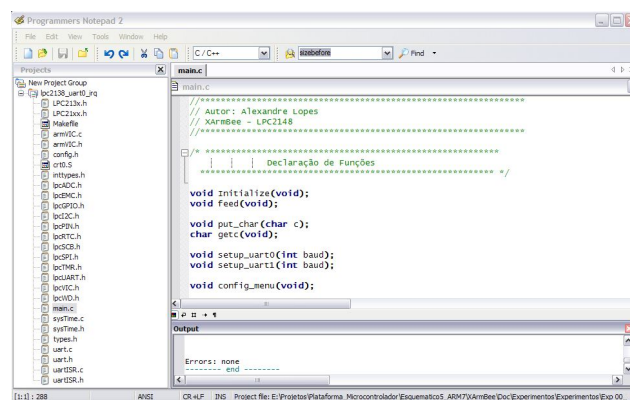 Programmers Notepad 2
File Edit View Tools Window Help
C / C++
sizebefore
Find
Projects
New Project Group
lpc2138_uart0_irq
LPC213x.h
LPC21xx.h
Makefile
armVIC.c
armVIC.h
config.h
crt0.S
inttypes.h
lpcADC.h
lpcEMC.h
lpcGPIO.h
lpcI2C.h
lpcPIN.h
lpcRTC.h
lpcSCB.h
lpcSPI.h
lpcTMR.h
lpcUART.h
lpcVIC.h
lpcWD.h
main.c
sysTime.c
sysTime.h
types.h
uart.c
uart.h
uartISR.c
uartISR.h
main.c
main.c
//***************************************************
// Autor: Alexandre Lopes
// XArmBee - LPC2148
//***************************************************
/* ************************************************
Declaração de Funções
************************************************ */
void Initialize(void);
void feed(void);
void put_char(char c);
char getc(void);
void setup_uart0(int baud);
void setup_uart1(int baud);
void config_menu(void);
Output
Errors: none
-------- end --------
[1:1] : 288 ANSI CR+LF INS Project file: E:\Projetos\Plataforma_Microcontrolador\Esquematico5_ARM7\XArmBee\Doc\Experimentos\Experimentos\Exp 00